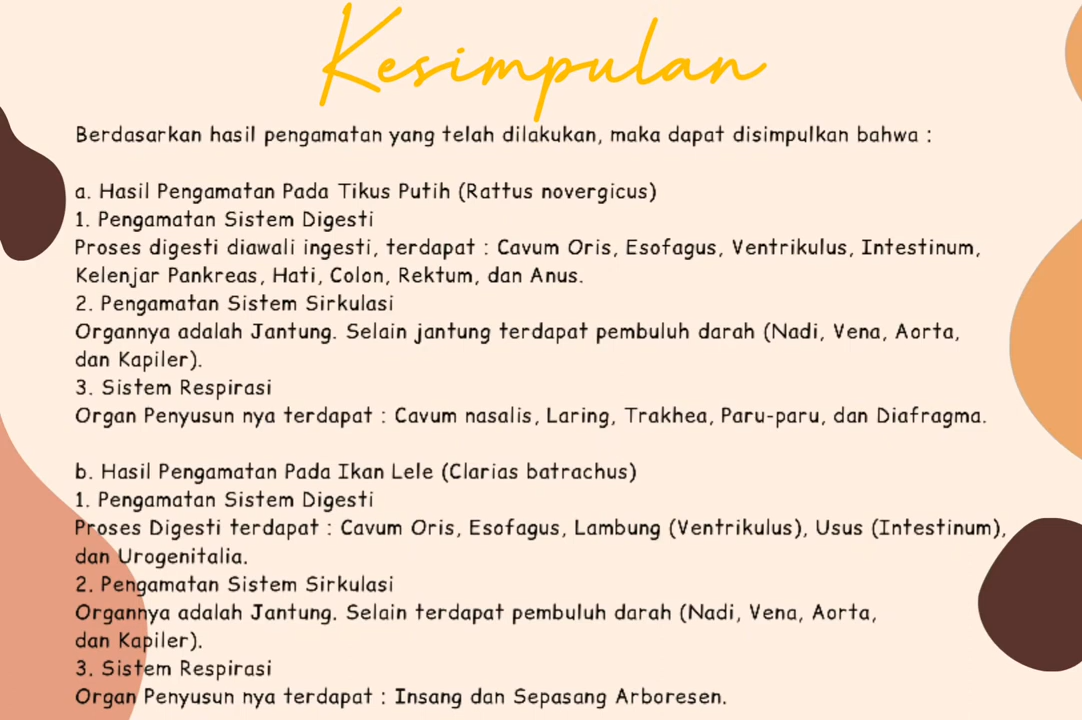 Kesimpulan
Berdasarkan hasil pengamatan yang telah dilakukan, maka dapat disimpulkan bahwa :
a. Hasil Pengamatan Pada Tikus Putih (Rattus novergicus)
1. Pengamatan Sistem Digesti
Proses digesti diawali ingesti, terdapat : Cavum Oris, Esofagus, Ventrikulus, Intestinum,
Kelenjar Pankreas, Hati, Colon, Rektum, dan Anus.
2. Pengamatan Sistem Sirkulasi
Organnya adalah Jantung. Selain jantung terdapat pembuluh darah (Nadi, Vena, Aorta,
dan Kapiler).
3. Sistem Respirasi
Organ Penyusun nya terdapat : Cavum nasalis, Laring, Trakhea, Paru-paru, dan Diafragma.
b. Hasil Pengamatan Pada Ikan Lele (Clarias batrachus)
1. Pengamatan Sistem Digesti
Proses Digesti terdapat : Cavum Oris, Esofagus, Lambung (Ventrikulus), Usus (Intestinum),
dan Urogenitalia.
2. Pengamatan Sistem Sirkulasi
Organnya adalah Jantung. Selain terdapat pembuluh darah (Nadi, Vena, Aorta,
dan Kapiler).
3. Sistem Respirasi
Organ Penyusun nya terdapat : Insang dan Sepasang Arboresen.